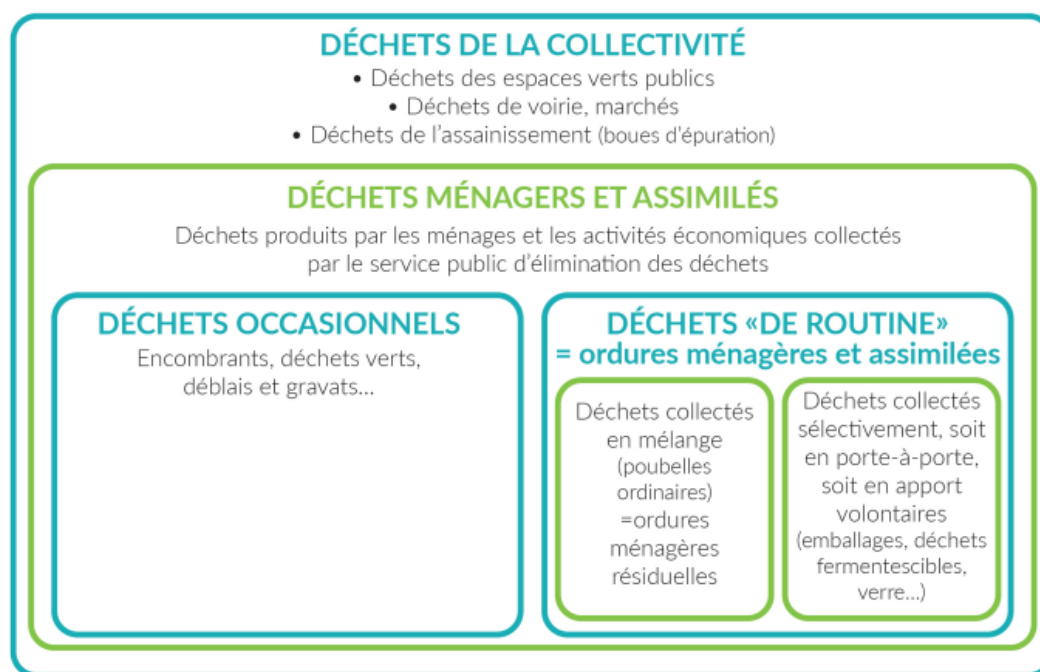 DÉCHETS DE LA COLLECTIVITÉ
• Déchets des espaces verts publics
• Déchets de voirie, marchés
• Déchets de l'assainissement (boues d'épuration)
DÉCHETS MÉNAGERS ET ASSIMILÉS
Déchets produits par les ménages et les activités économiques collectés
par le service public d'élimination des déchets
DÉCHETS OCCASIONNELS
Encombrants, déchets verts,
déblais et gravats...
DÉCHETS «DE ROUTINE»
= ordures ménagères et assimilées
Déchets collectés
en mélange
(poubelles
ordinaires)
=ordures
ménagères
résiduelles
Déchets collectés
sélectivement, soit
en porte-à-porte,
soit en apport
volontaires
(emballages, déchets
fermentescibles,
verre...)